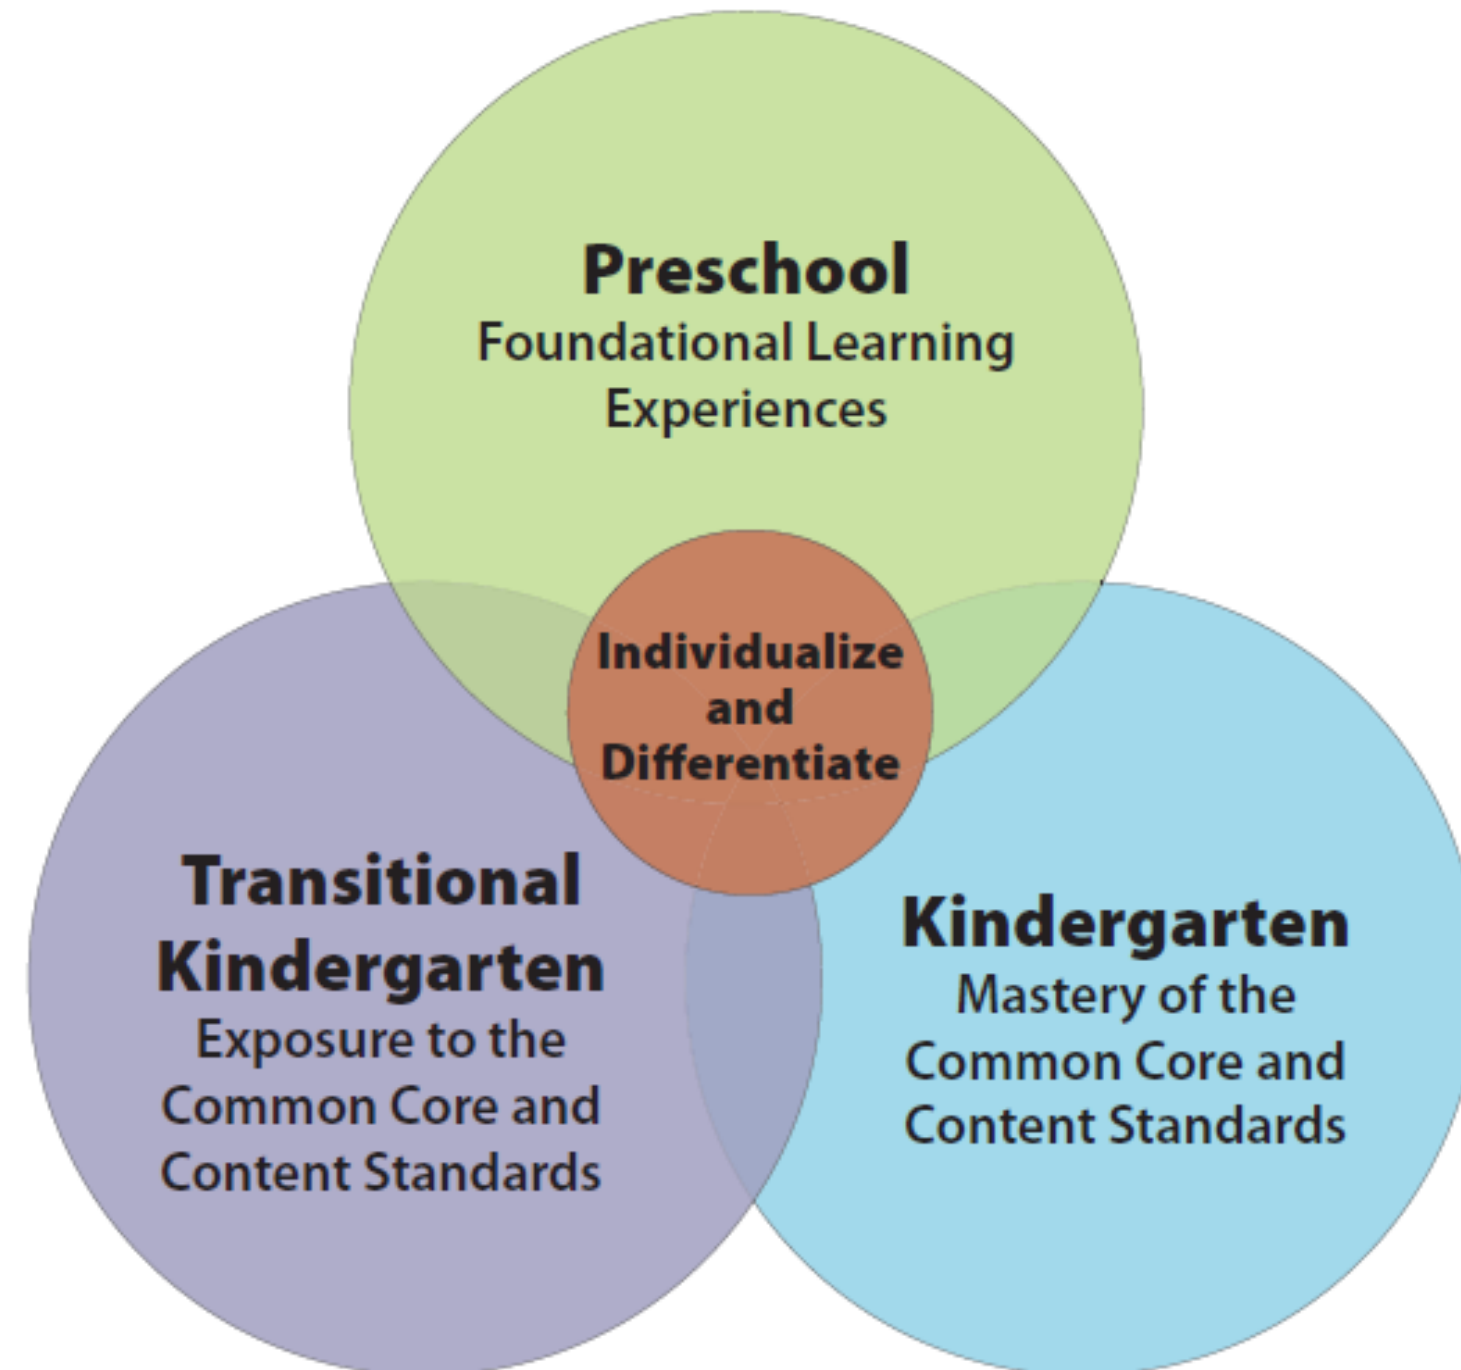 Preschool
Foundational Learning
Experiences
Individualize
and
Differentiate
Transitional
Kindergarten
Exposure to the
Common Core and
Content Standards
Kindergarten
Mastery of the
Common Core and
Content Standards